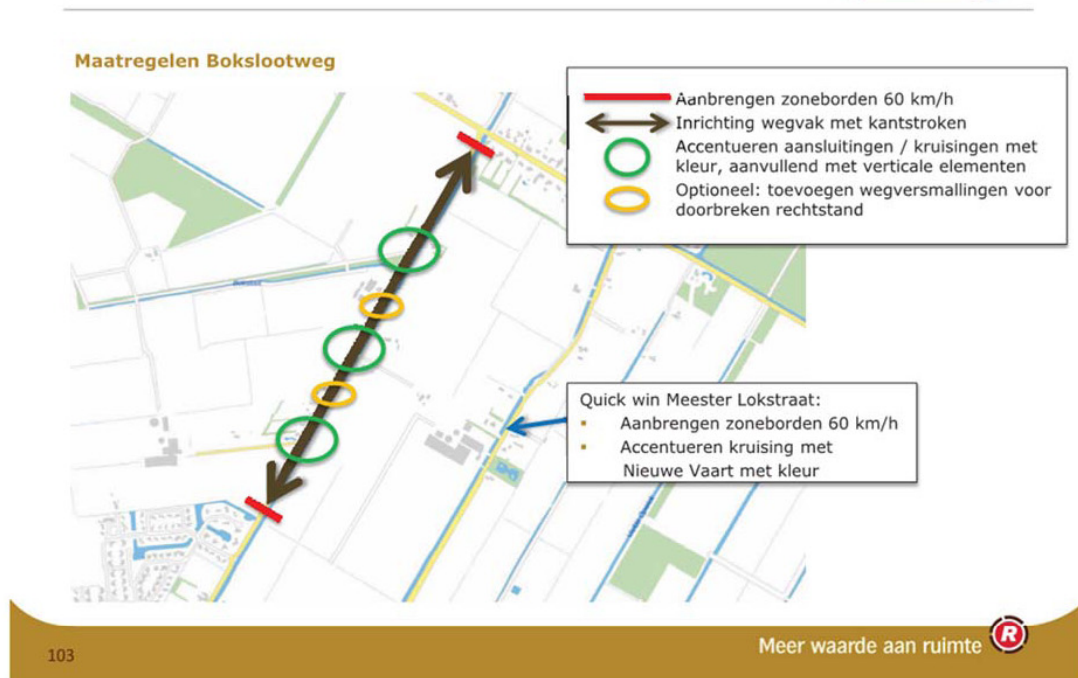 Maatregelen Bokslootweg
Aanbrengen zoneborden 60 km/h
Inrichting wegvak met kantstroken
Accentueren aansluitingen / kruisingen met
kleur, aanvullend met verticale elementen
Optioneel: toevoegen wegversmallingen voor
doorbreken rechtstand
Quick win Meester Lokstraat:
▪ Aanbrengen zoneborden 60 km/h
▪ Accentueren kruising met
Nieuwe Vaart met kleur
Meer waarde aan ruimte
R
103